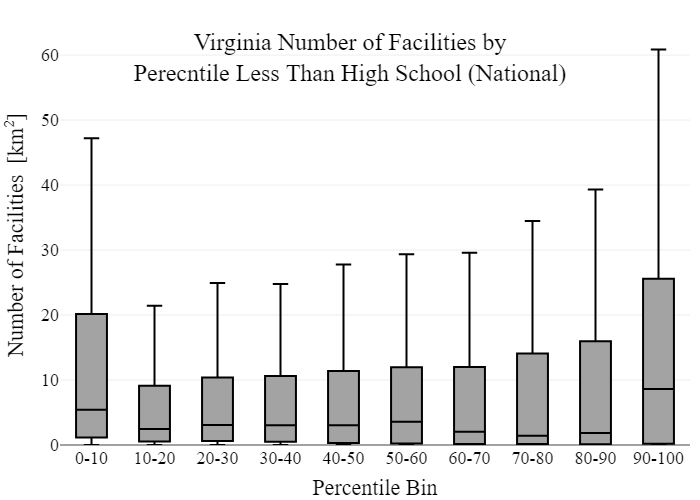 Virginia Number of Facilities by
Perecntile Less Than High School (National)
Number of Facilities [km²]
60
50
40
30
20
10
0
0-10 10-20 20-30 30-40 40-50 50-60 60-70 70-80 80-90 90-100
Percentile Bin